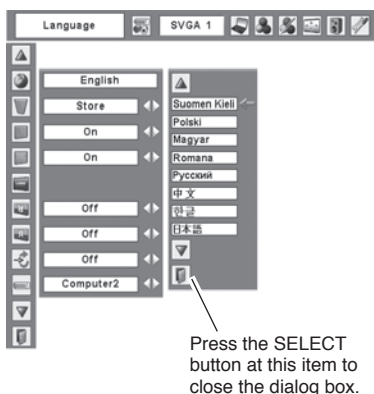 Language
SVGA 1
English
Store
On
On
Off
Off
Off
Computer2
Suomen Kieli
Polski
Magyar
Romana
Русский
中文
한글
日本語
Press the SELECT
button at this item to
close the dialog box.